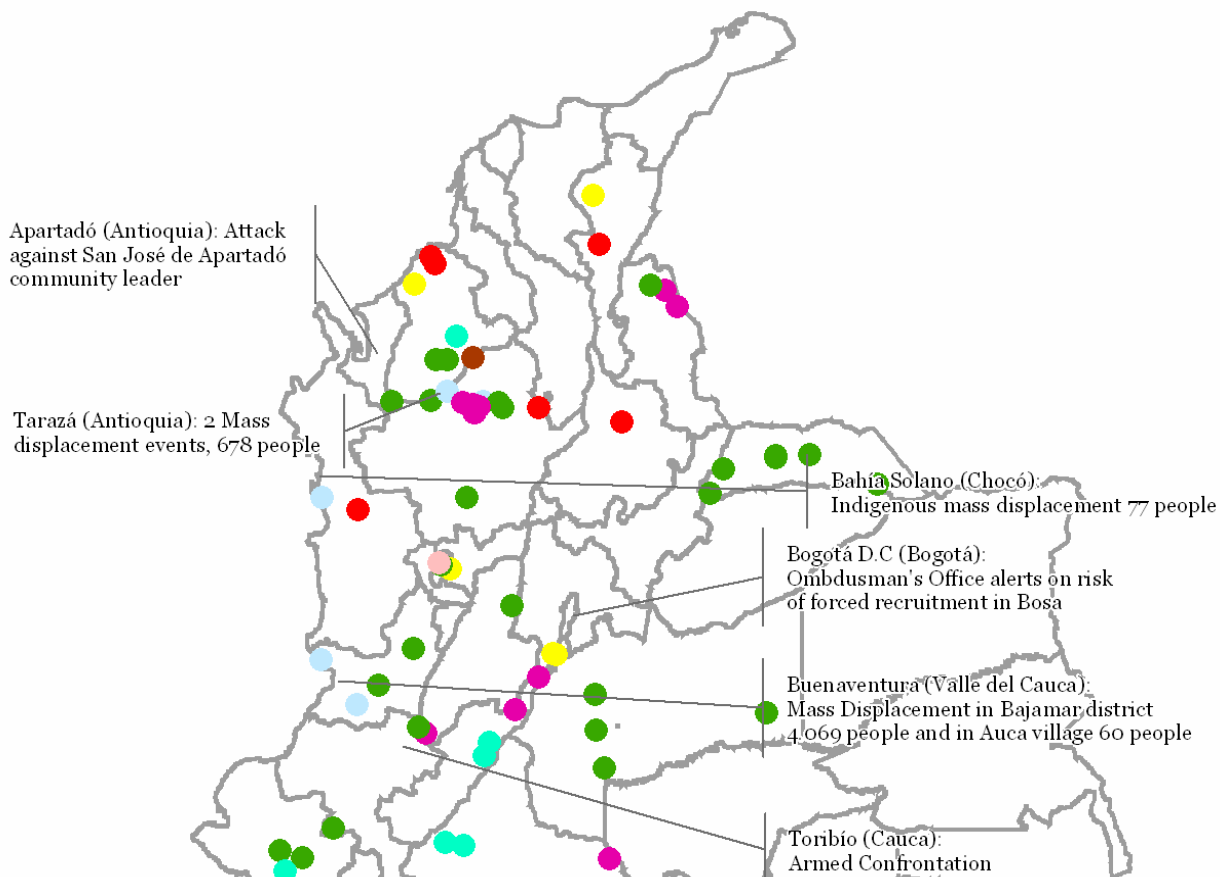 Apartadó (Antioquia): Attack
against San José de Apartadó
community leader
Tarazá (Antioquia): 2 Mass
displacement events, 678 people
Bahía Solano (Chocó):
Indigenous mass displacement 77 people
Bogotá D.C (Bogotá):
Ombdusman's Office alerts on risk
of forced recruitment in Bosa
Buenaventura (Valle del Cauca):
Mass Displacement in Bajamar district
4.069 people and in Auca village 60 people
Toribío (Cauca):
Armed Confrontation